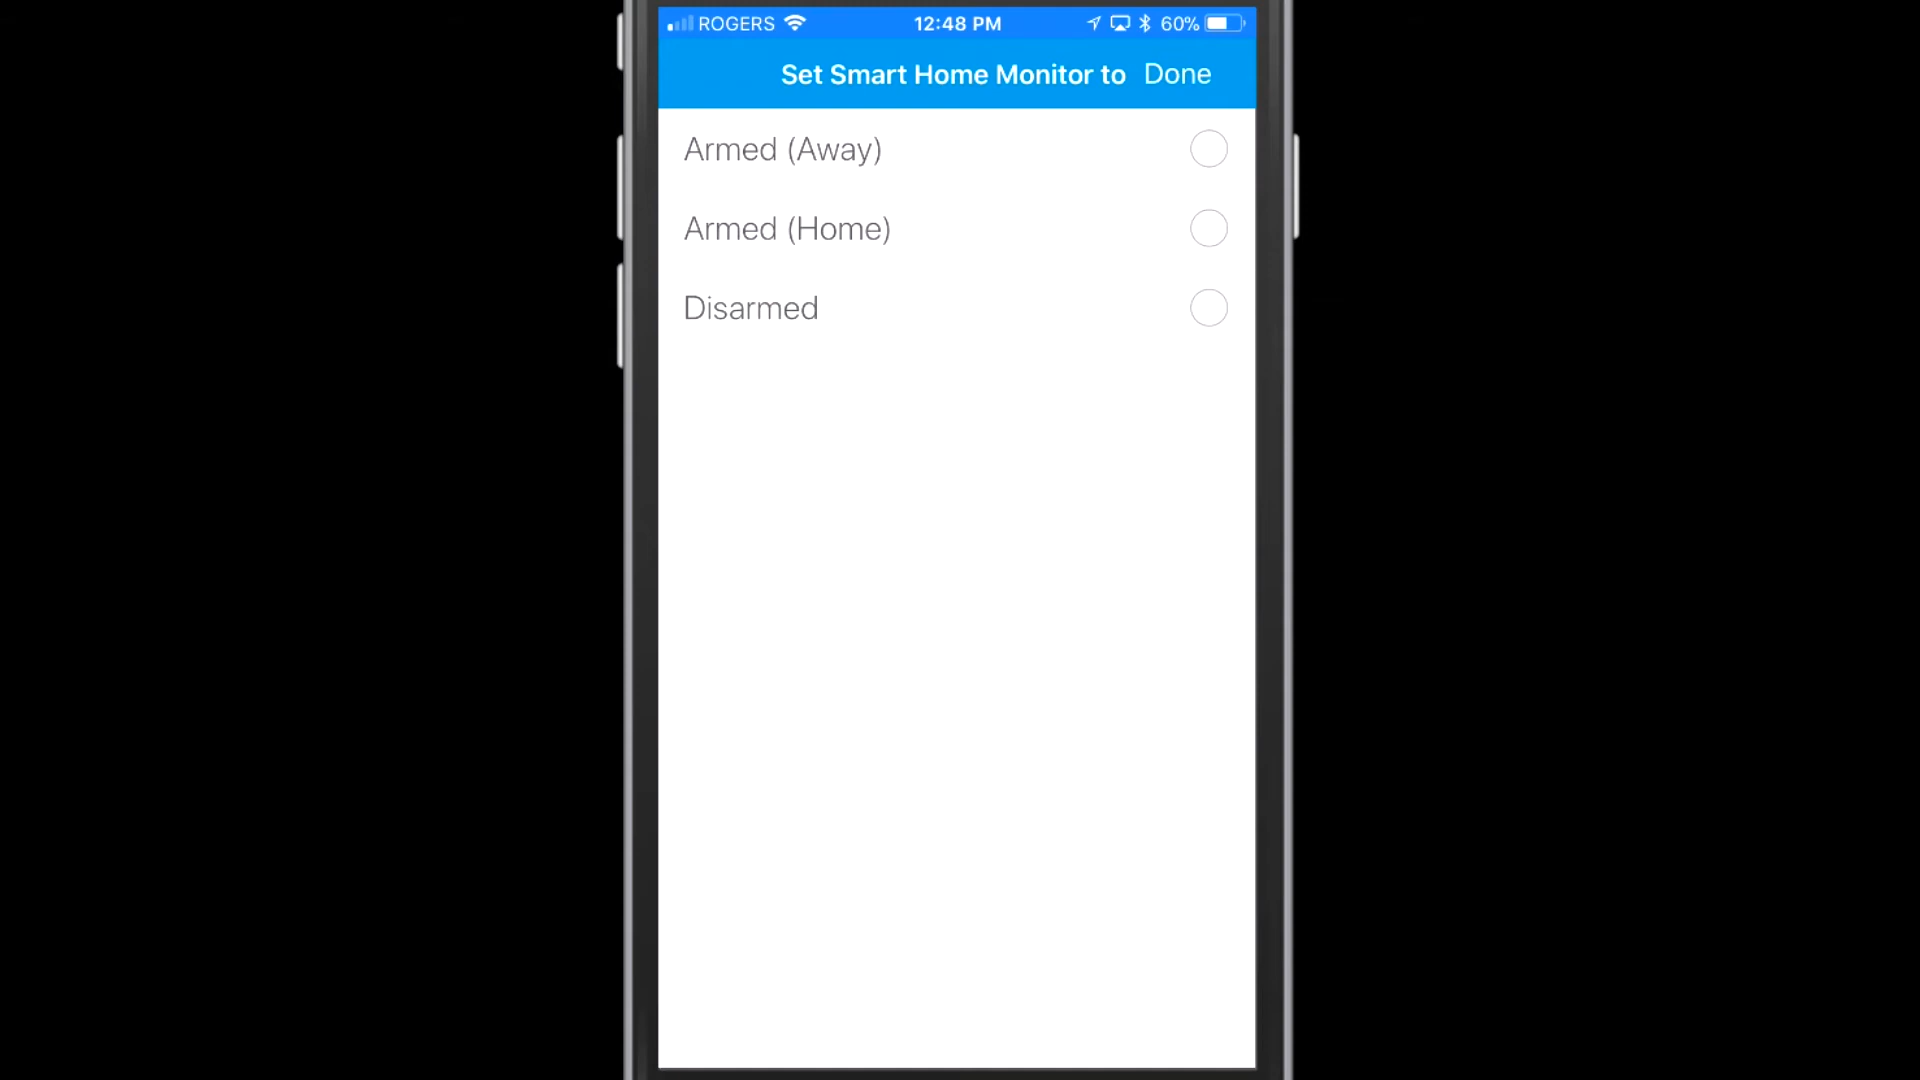 ROGERS 12:48 PM 60%
Set Smart Home Monitor to Done
Armed (Away)
Armed (Home)
Disarmed